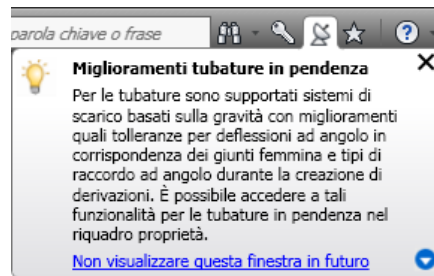 parola chiave o frase
Miglioramenti tubature in pendenza
Per le tubature sono supportati sistemi di
scarico basati sulla gravità con miglioramenti
quali tolleranze per deflessioni ad angolo in
corrispondenza dei giunti femmina e tipi di
raccordo ad angolo durante la creazione di
derivazioni. È possibile accedere a tali
funzionalità per le tubature in pendenza nel
riquadro proprietà.
Non visualizzare questa finestra in futuro